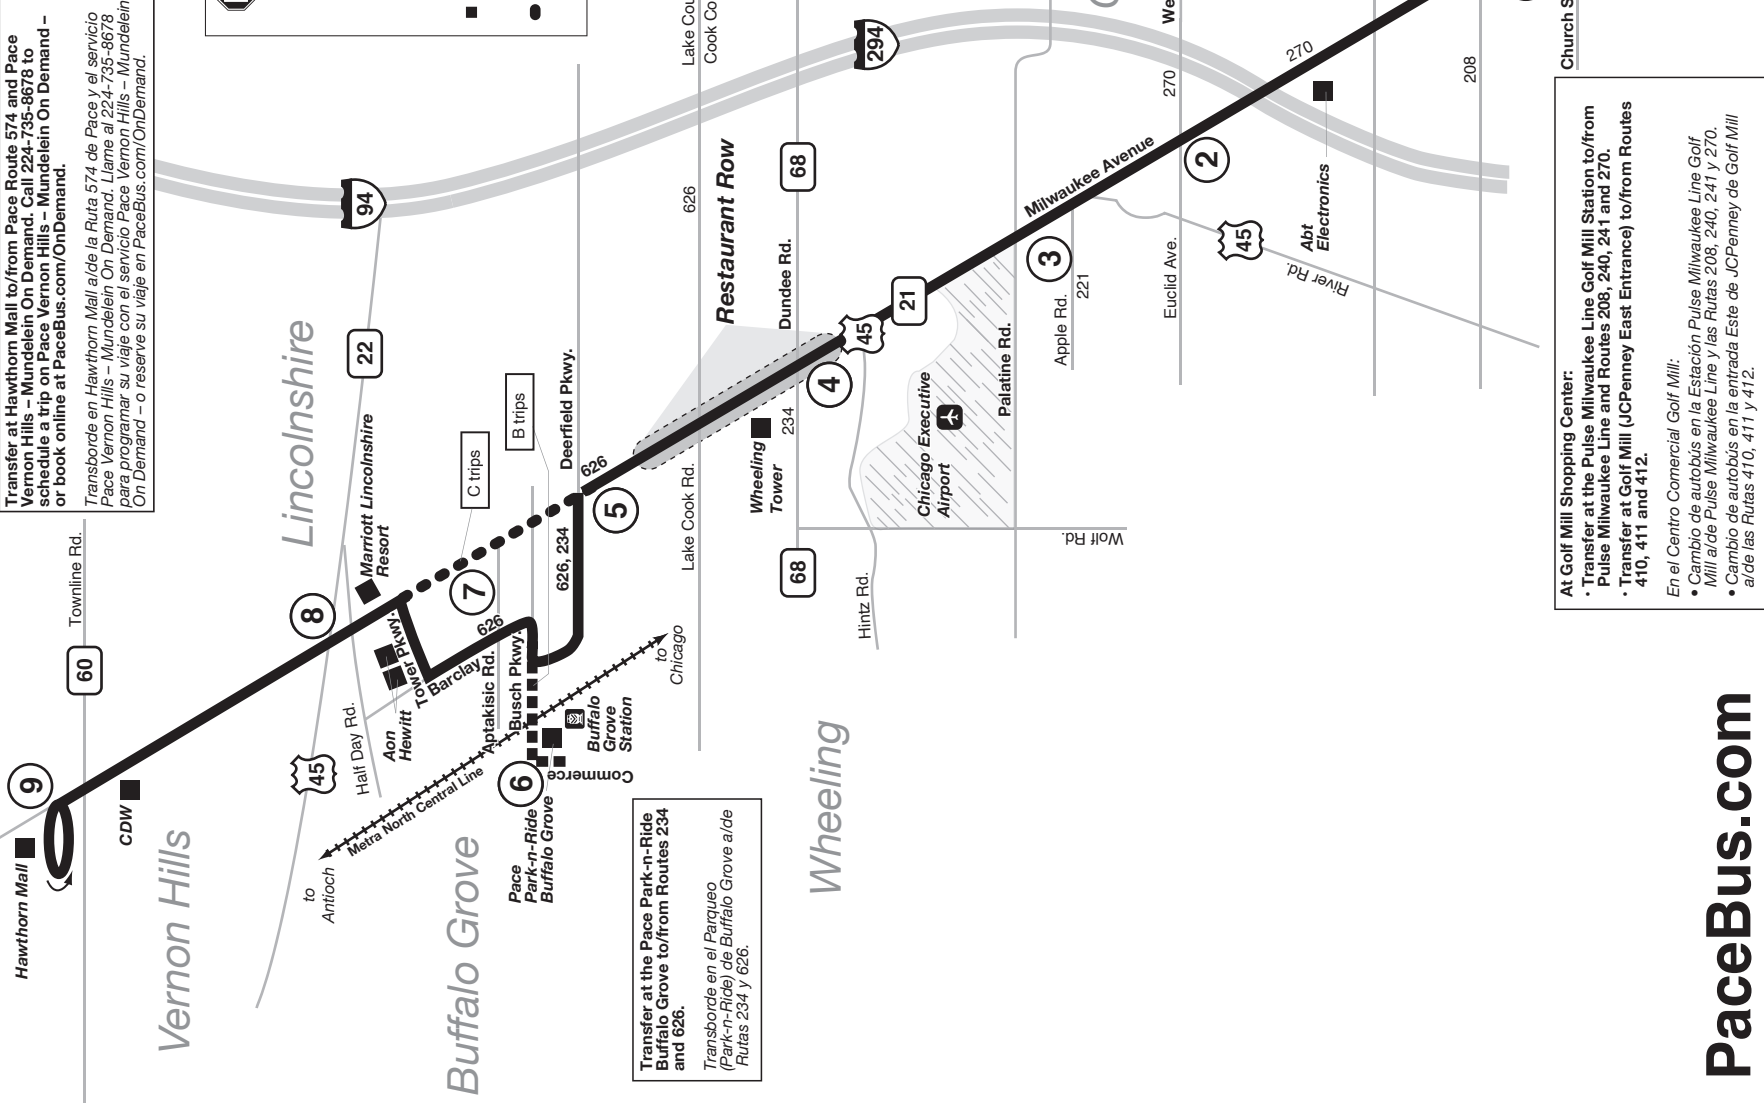 Transfer at Hawthorn Mall to/from Pace Route 574 and Pace
Vernon Hills – Mundelein On Demand. Call 224-735-8678 to
schedule a trip on Pace Vernon Hills – Mundelein On Demand –
or book online at PaceBus.com/OnDemand.
Transborde en Hawthorn Mall a/de la Ruta 574 de Pace y el servicio
Pace Vernon Hills – Mundelein On Demand. Llame al 224-735-8678
para programar su viaje con el servicio Pace Vernon Hills – Mundelein
On Demand – o reserve su viaje en PaceBus.com/OnDemand.
Hawthorn Mall
9
60
Townline Rd.
CDW
Vernon Hills
Lincolnshire
94
22
8
45
Marriott Lincolnshire
Resort
Half Day Rd.
Aon
Hewitt
Tower Pkwy.
Barclay
626
7
C trips
B trips
to
Antioch
Metra North Central Line
Aptakisic Rd.
Busch Pkwy.
Buffalo Grove
6
Pace
Park-n-Ride
Buffalo Grove
Commerce
Buffalo
Grove
Station
to
Chicago
626, 234
Deerfield Pkwy.
626
5
Transfer at the Pace Park-n-Ride
Buffalo Grove to/from Routes 234
and 626.
Transborde en el Parqueo
(Park-n-Ride) de Buffalo Grove a/de
Rutas 234 y 626.
Lake Cook Rd.
626
Lake Cou
Cook Co
Restaurant Row
Wheeling
Tower
234
Dundee Rd.
68
68
4
45
21
294
Wheeling
Hintz Rd.
Chicago Executive
Airport
Wolf Rd.
Palatine Rd.
3
Apple Rd.
221
Milwaukee Avenue
2
Euclid Ave.
270
We
45
River Rd.
270
Abt
Electronics
208
Church S
At Golf Mill Shopping Center:
· Transfer at the Pulse Milwaukee Line Golf Mill Station to/from
Pulse Milwaukee Line and Routes 208, 240, 241 and 270.
· Transfer at Golf Mill (JCPenney East Entrance) to/from Routes
410, 411 and 412.
En el Centro Comercial Golf Mill:
• Cambio de autobús en la Estación Pulse Milwaukee Line Golf
Mill a/de Pulse Milwaukee Line y las Rutas 208, 240, 241 y 270.
• Cambio de autobús en la entrada Este de JCPenney de Golf Mill
a/de las Rutas 410, 411 y 412.
PaceBus.com